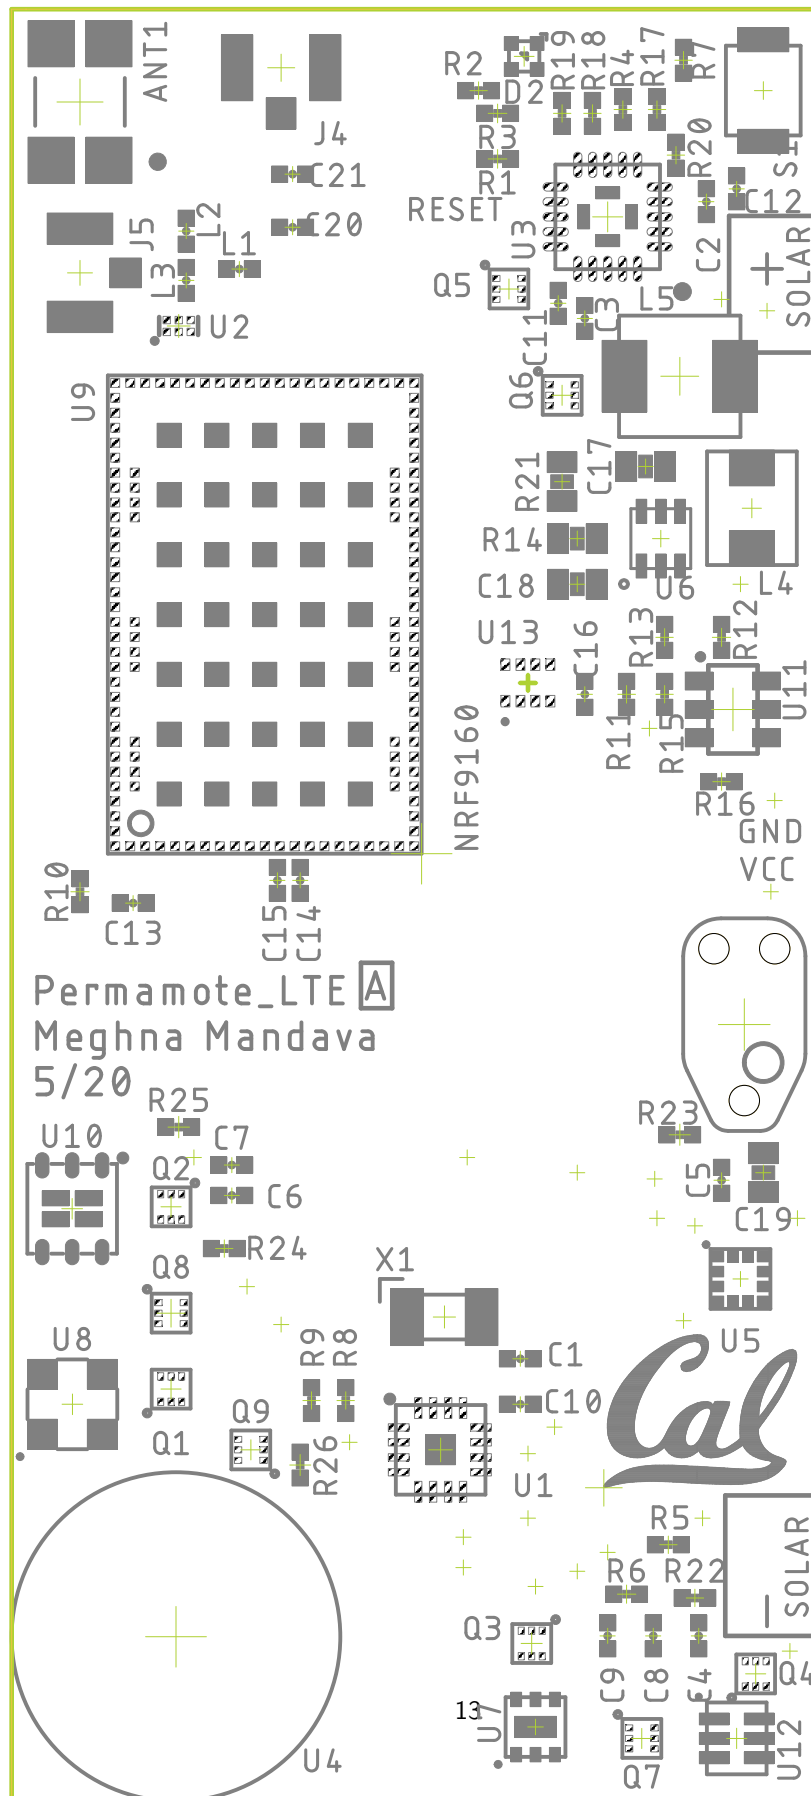 ANT1
J4
R2
D2
R19
R18
R4
R17
R7
S1
R3
R1
R20
C21
C20
RESET
U3
C2
C12
SOLAR
+
J5
L2
L1
L3
U2
Q5
C11
C3
L5
Q6
U9
R21
C17
R14
C18
U6
L4
U13
C16
R13
R12
U11
R11
R15
R16
NRF9160
GND
VCC
R10
C13
C15
C14
Permamote_LTE A
Meghna Mandava
5/20
R25
R23
U10
C7
Q2
C6
C5
C19
R24
Q8
X1
U5
U8
R9
R8
C1
Cal
Q1
Q9
C10
R26
U1
R5
SOLAR
R6
R22
Q3
C9
C8
C4
Q4
13
U7
U4
Q7
U12